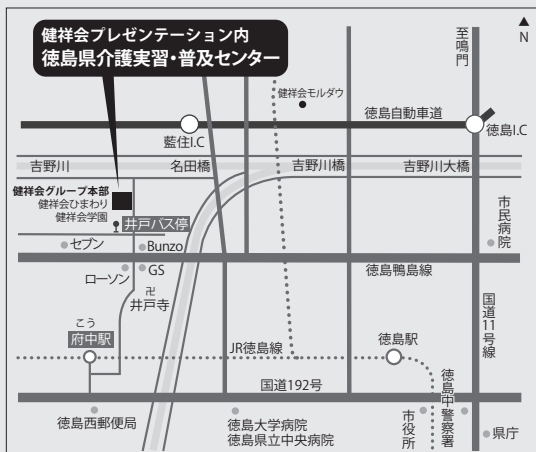 健祥会プレゼンテーション内
徳島県介護実習・普及センター
至鳴門
N
健祥会モルダウ
徳島自動車道
藍住I.C
徳島I.C
吉野川
名田橋
吉野川橋
吉野川大橋
健祥会グループ本部
健祥会ひまわり
健祥会学園
井戸バス停
市民病院
セブン
Bunzo
徳島鴨島線
ローソン
GS
卍
井戸寺
国道11号線
こう
府中駅
JR徳島線
徳島駅
国道192号
徳島西郵便局
徳島大学病院
徳島県立中央病院
市役所
徳島中警察署
県庁